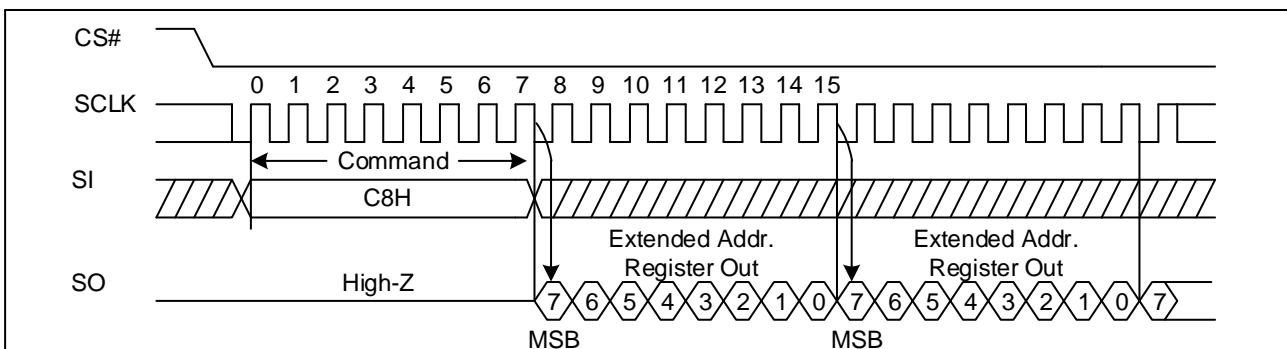 CS#
0 1 2 3 4 5 6 7 8 9 10 11 12 13 14 15
SCLK
Command
SI
C8H
Extended Addr. Register Out
Extended Addr. Register Out
SO
High-Z
7 6 5 4 3 2 1 0 7 6 5 4 3 2 1 0 7
MSB MSB